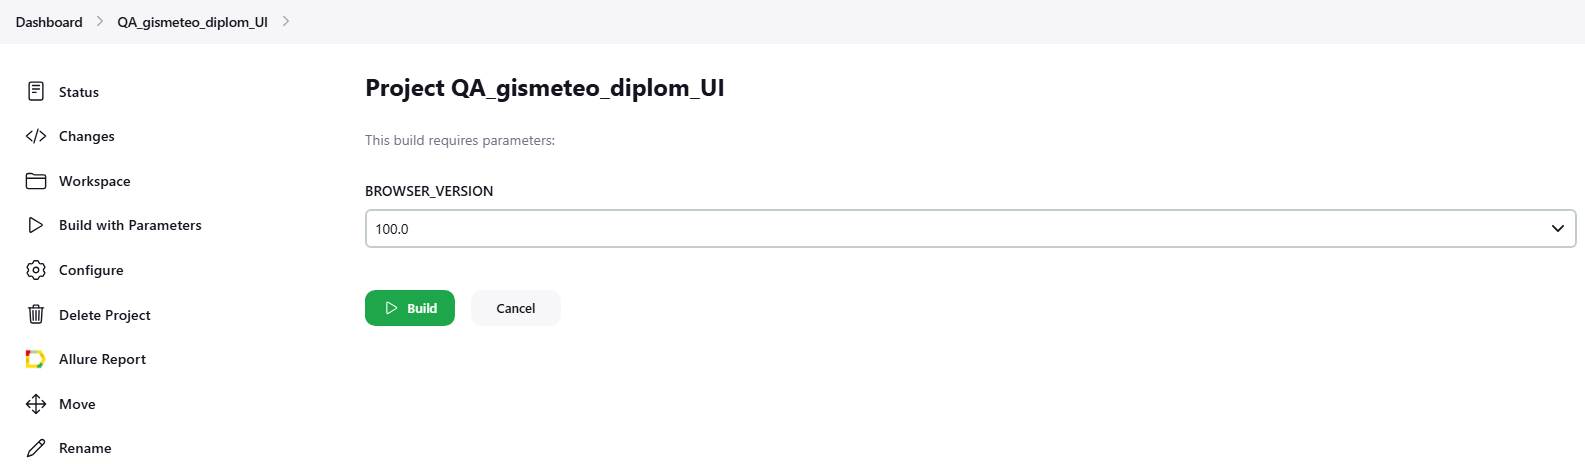 Dashboard
QA_gismeteo_diplom_UI
Status
Changes
Workspace
Build with Parameters
Configure
Delete Project
Allure Report
Move
Rename
Project QA_gismeteo_diplom_UI
This build requires parameters:
BROWSER_VERSION
100.0
Build
Cancel